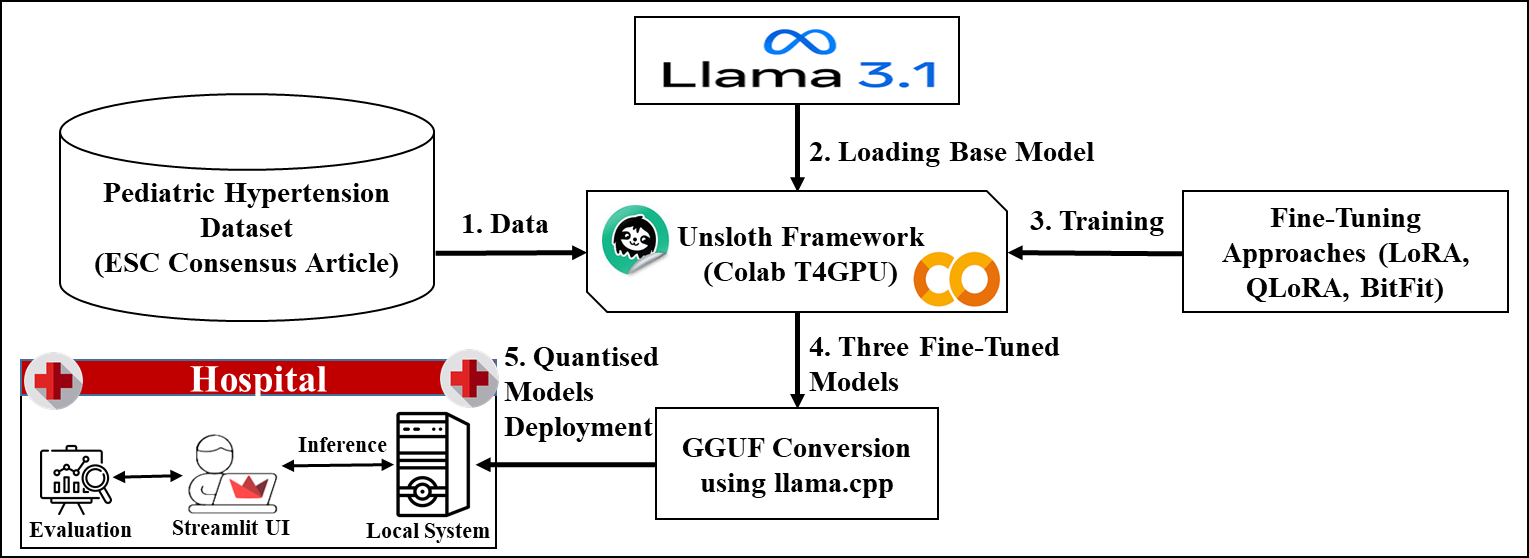 Llama 3.1
2. Loading Base Model
Pediatric Hypertension
Dataset
(ESC Consensus Article)
1. Data
Unsloth Framework
(Colab T4GPU)
3. Training
Fine-Tuning
Approaches (LoRA,
QLoRA, BitFit)
4. Three Fine-Tuned
Models
GGUF Conversion
using llama.cpp
5. Quantised
Models
Deployment
Hospital
Inference
Evaluation
Streamlit UI
Local System